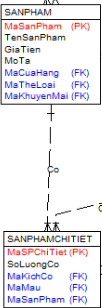 SANPHAM
MaSanPham (PK)
TenSanPham
GiaTien
MoTa
MaCuaHang (FK)
MaTheLoai (FK)
MaKhuyenMai (FK)
Co
SANPHAMCHITIET
MaSPChiTiet (PK)
SoLuongCo
MaKichCo (FK)
MaMau (FK)
MaSanPham (FK)